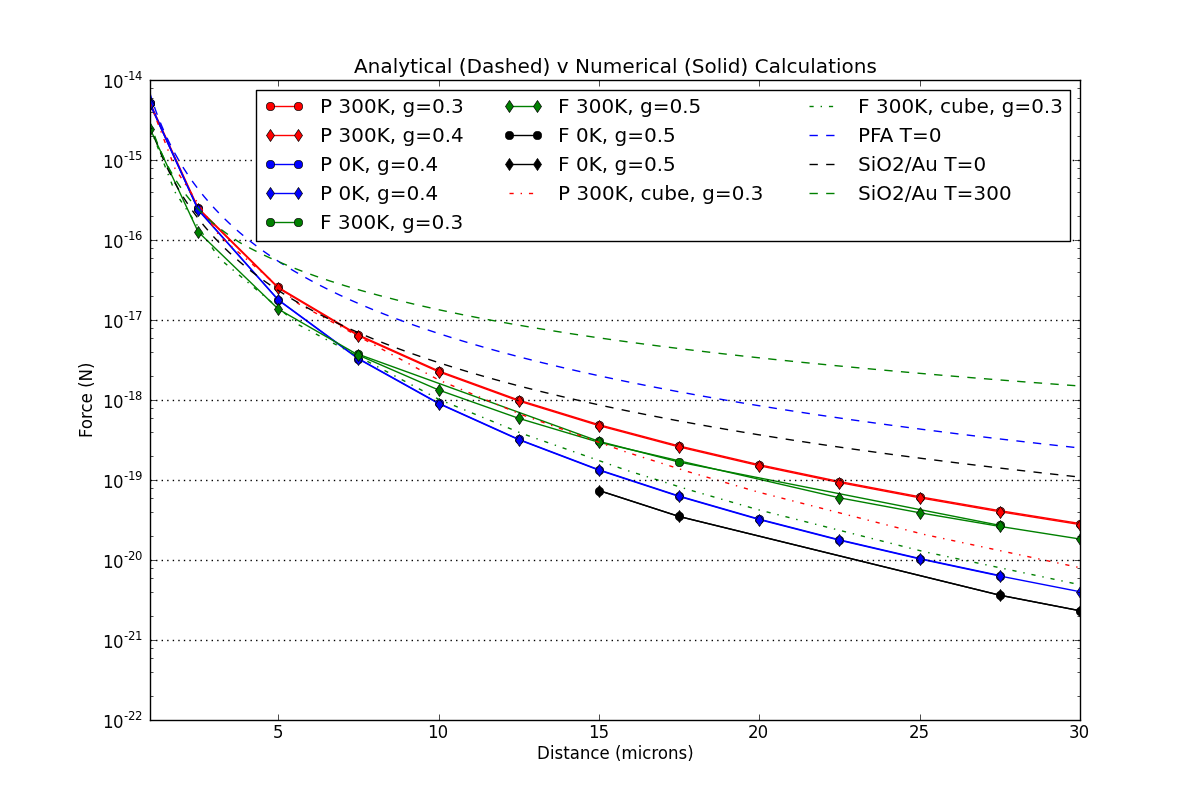 Analytical (Dashed) v Numerical (Solid) Calculations
P 300K, g=0.3
P 300K, g=0.4
P 0K, g=0.4
P 0K, g=0.4
F 300K, g=0.3
F 300K, g=0.5
F 0K, g=0.5
F 0K, g=0.5
P 300K, cube, g=0.3
F 300K, cube, g=0.3
PFA T=0
SiO2/Au T=0
SiO2/Au T=300
Force (N)
10^-14
10^-15
10^-16
10^-17
10^-18
10^-19
10^-20
10^-21
10^-22
5 10 15 20 25 30
Distance (microns)